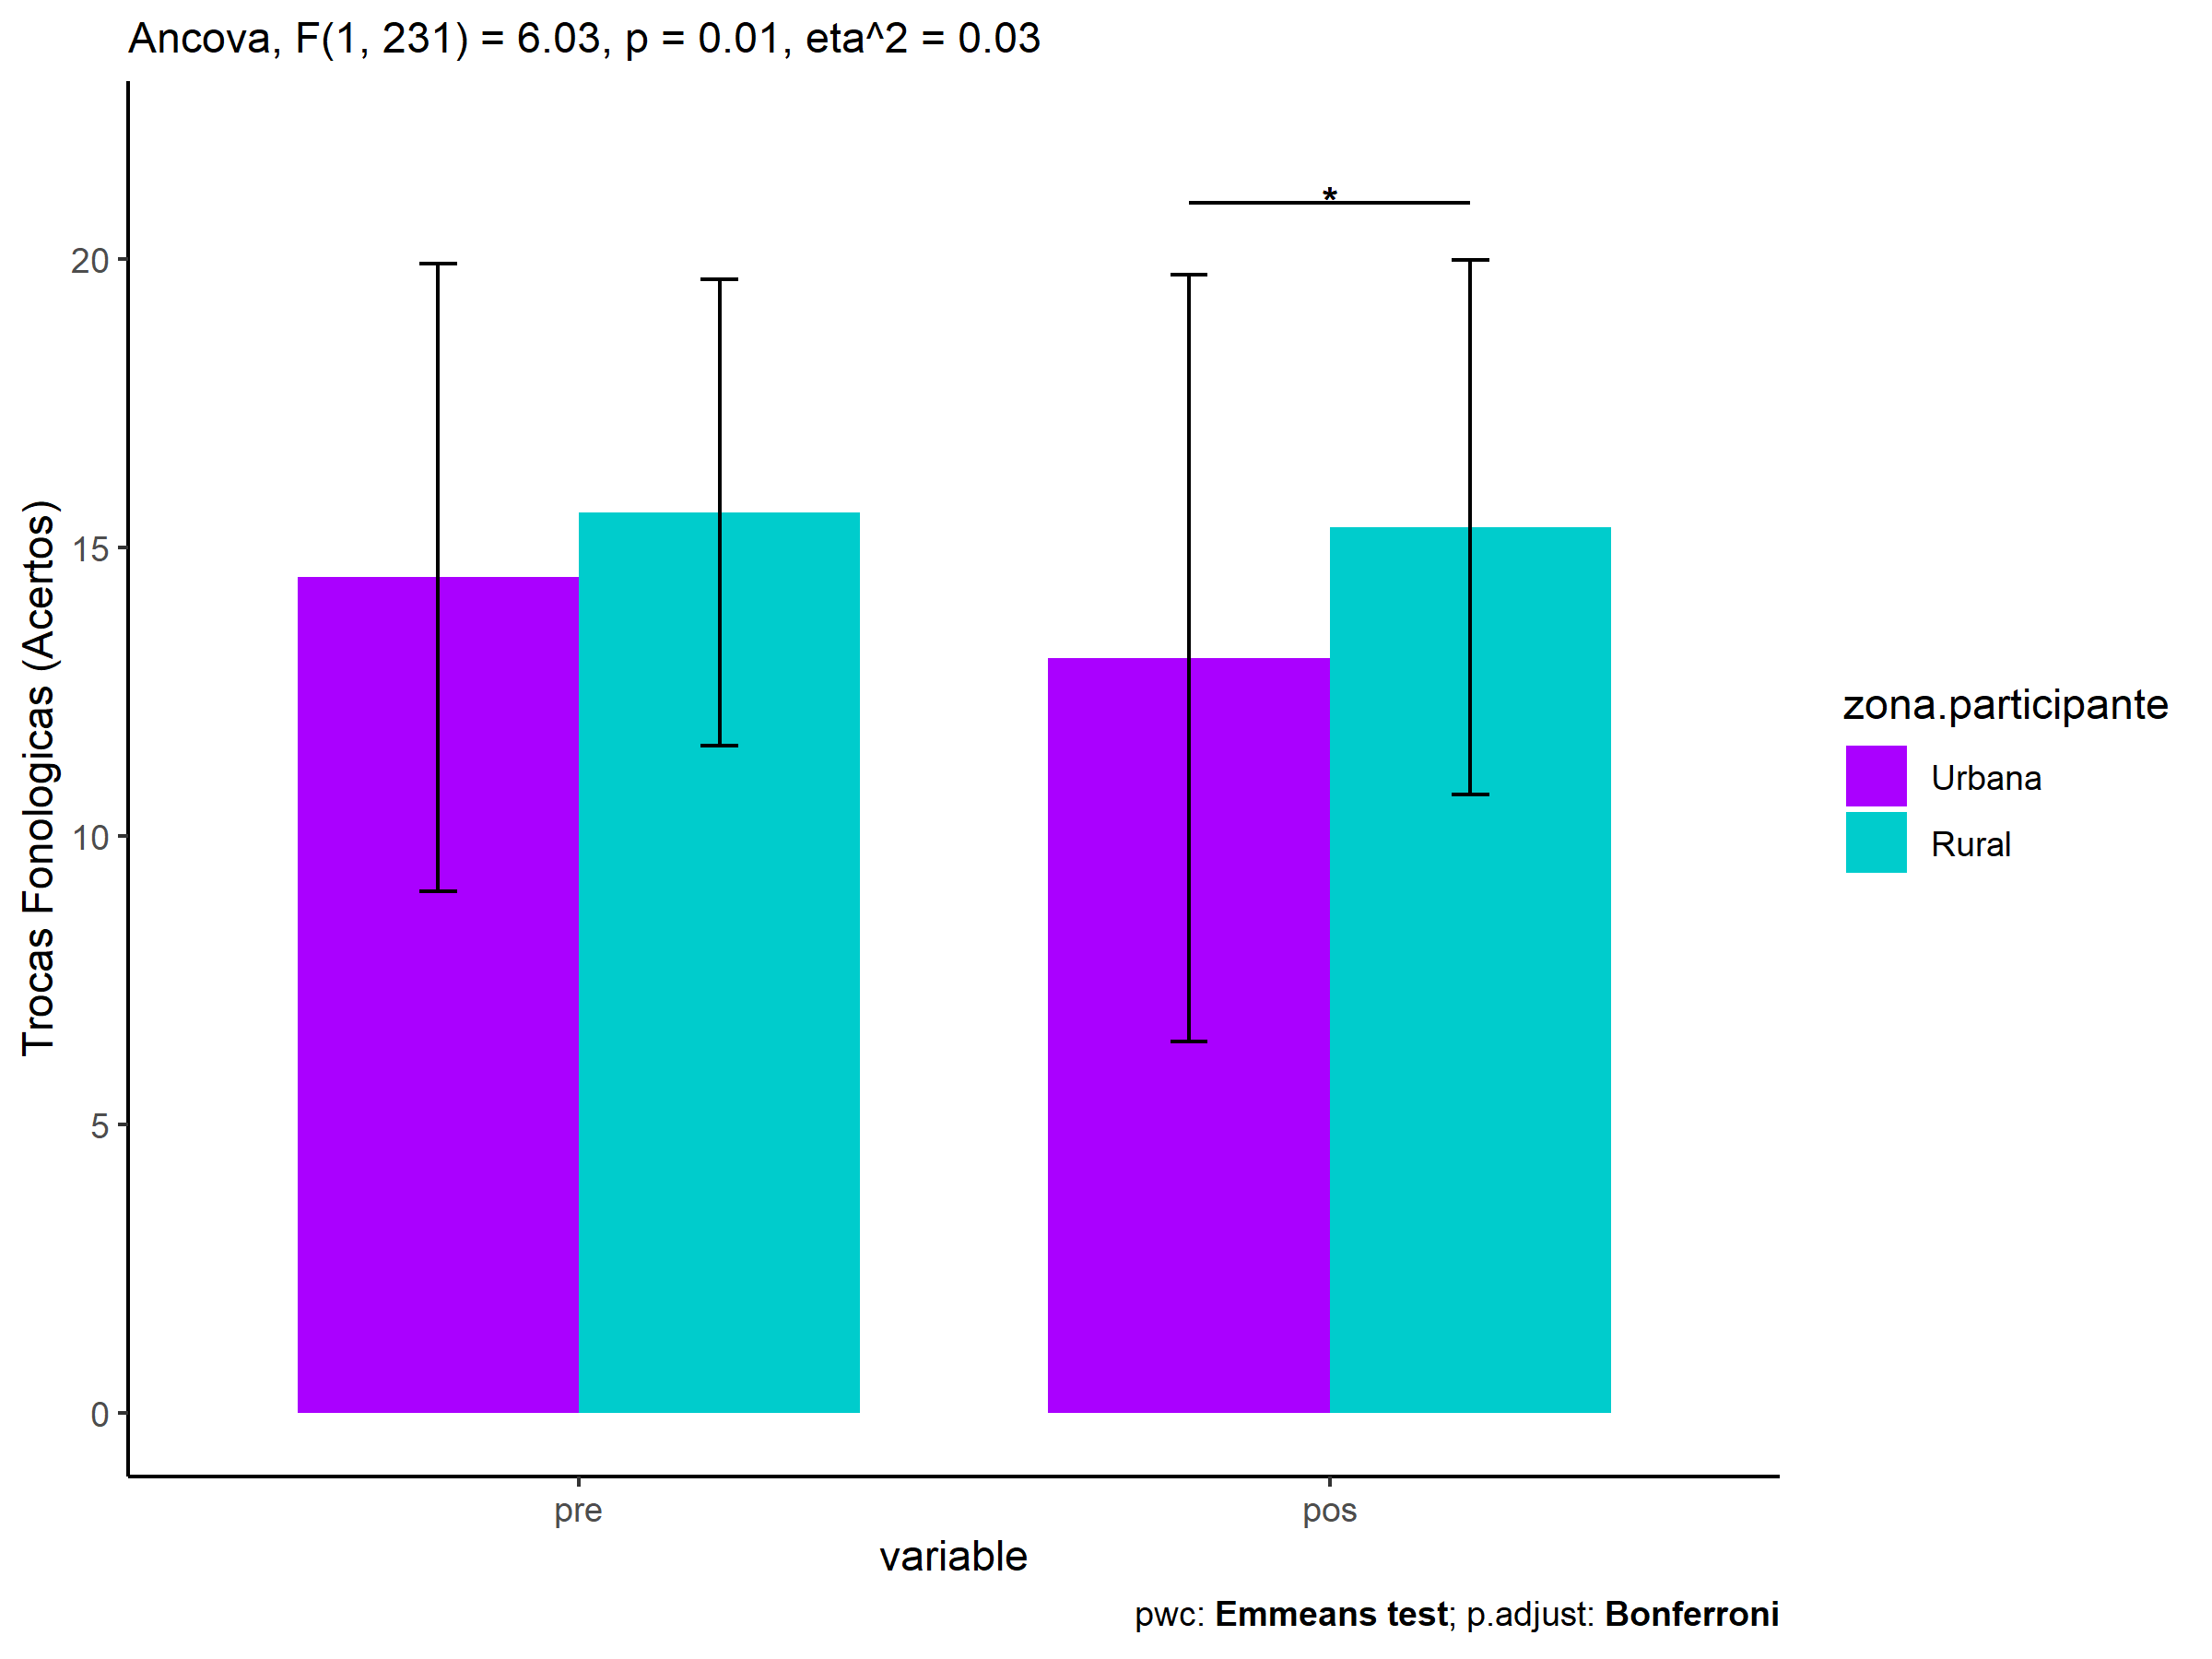 Ancova, F(1, 231) = 6.03, p = 0.01, eta^2 = 0.03
*
20
15
10
5
0
Trocas Fonologicas (Acertos)
pre
pos
variable
zona.participante
Urbana
Rural
pwc: Emmeans test; p.adjust: Bonferroni